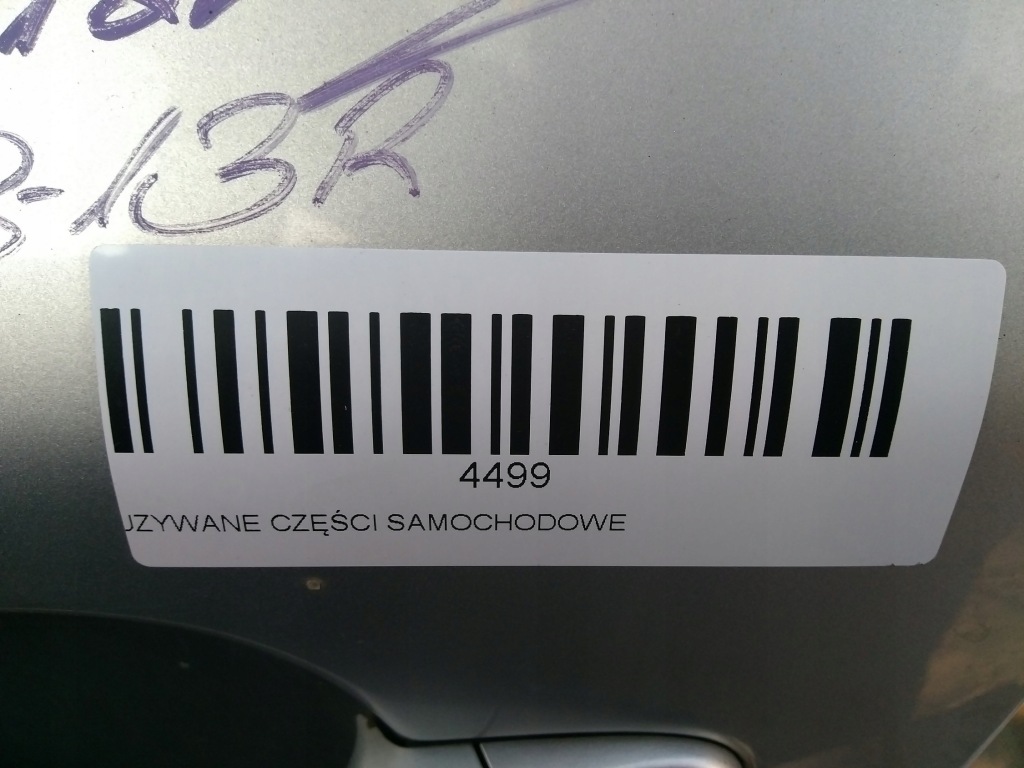 3-13R
4499
UZYWANE CZĘŚCI SAMOCHODOWE